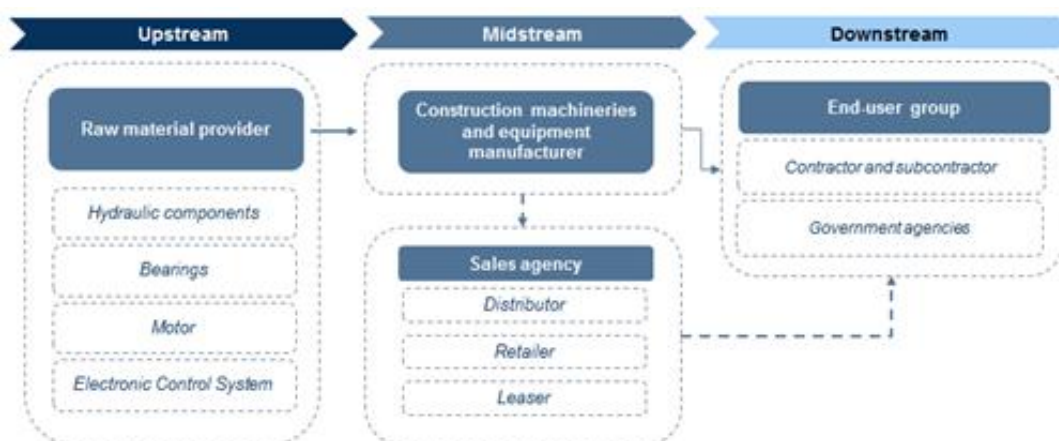 Upstream
Midstream
Downstream
Raw material provider
Hydraulic components
Bearings
Motor
Electronic Control System
Construction machineries
and equipment
manufacturer
Sales agency
Distributor
Retailer
Leaser
End-user group
Contractor and subcontractor
Government agencies